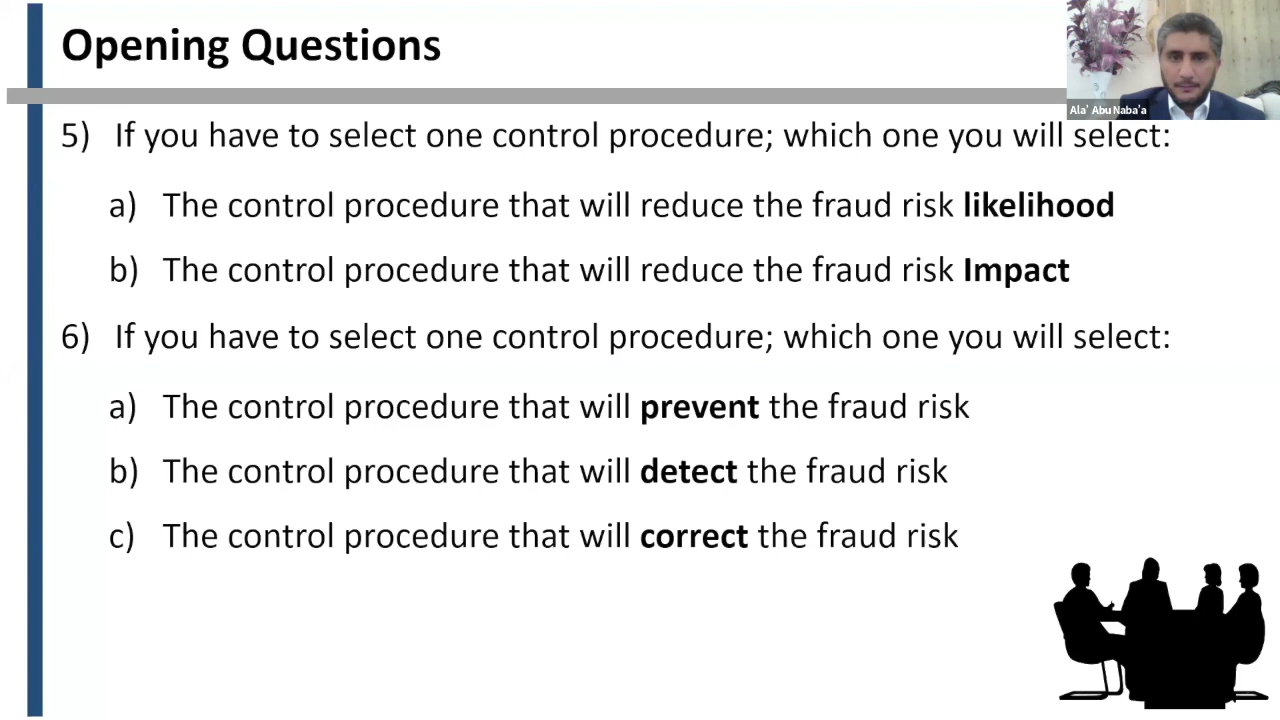 Opening Questions
Ala' Abu Naba'a
5) If you have to select one control procedure; which one you will select:
a) The control procedure that will reduce the fraud risk likelihood
b) The control procedure that will reduce the fraud risk Impact
6) If you have to select one control procedure; which one you will select:
a) The control procedure that will prevent the fraud risk
b) The control procedure that will detect the fraud risk
c) The control procedure that will correct the fraud risk